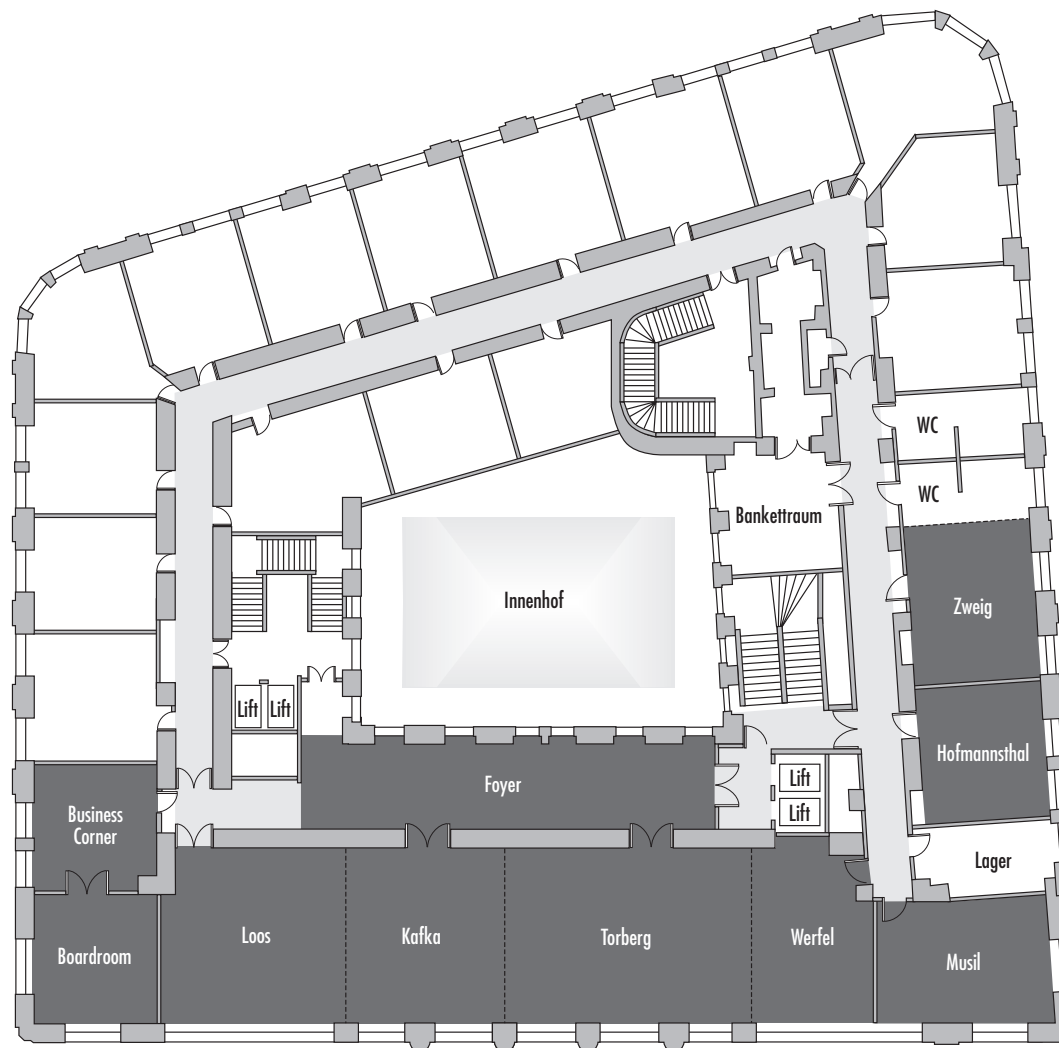 WC
WC
Bankettraum
Innenhof
Zweig
Lift
Lift
Hofmannsthal
Foyer
Lift
Lift
Business
Corner
Lager
Loos
Kafka
Torberg
Werfel
Boardroom
Musil